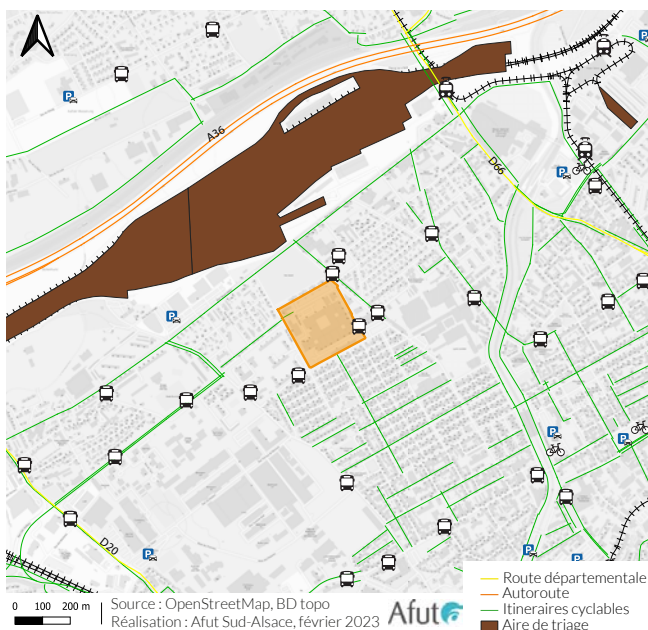 A36
D66
D20
P
P
P
P
P
P
P
P
P
0 100 200 m
Source : OpenStreetMap, BD topo
Réalisation : Afut Sud-Alsace, février 2023
Afut
Route départementale
Autoroute
Itineraires cyclables
Aire de triage